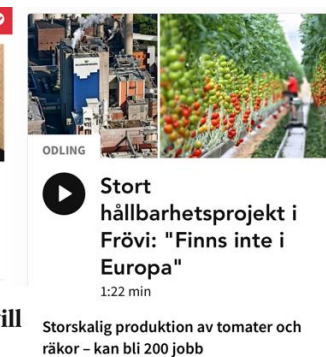 ODLING
Stort
hållbarhetsprojekt i
Frövi: "Finns inte i
Europa"
1:22 min
ill
Storskalig produktion av tomater och
räkor – kan bli 200 jobb